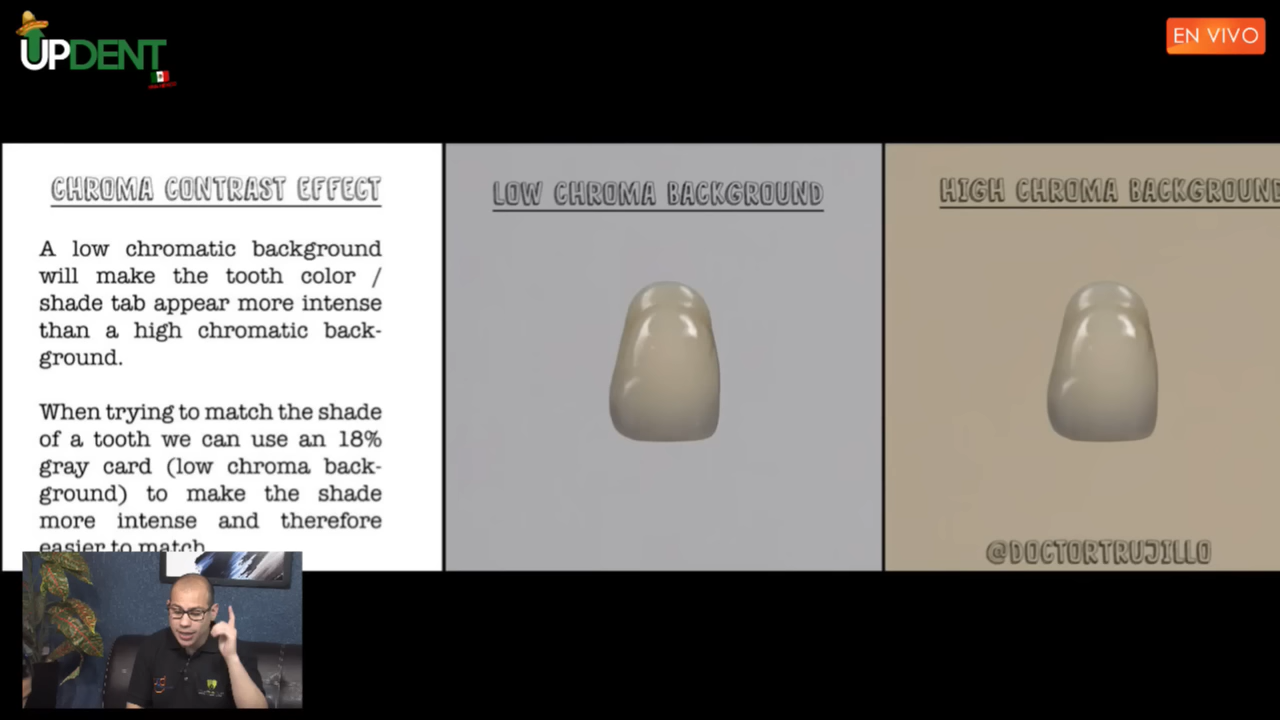 UPDENT
EN VIVO
CHROMA CONTRAST EFFECT
A low chromatic background
will make the tooth color /
shade tab appear more intense
than a high chromatic back-
ground.
When trying to match the shade
of a tooth we can use an 18%
gray card (low chroma back-
ground) to make the shade
more intense and therefore
easier to match
LOW CHROMA BACKGROUND
HIGH CHROMA BACKGROUND
@DOCTORTRUJILLO